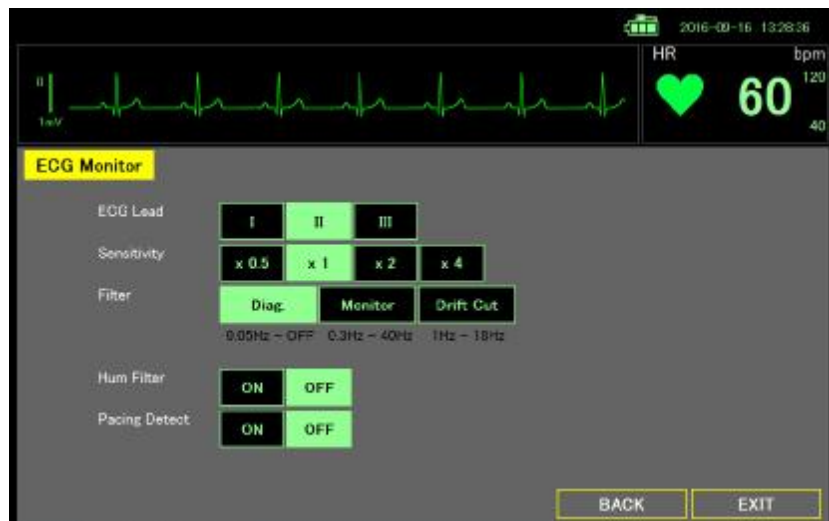 2016-09-16 13:28:36
HR bpm
II
1mV
60
120
40
ECG Monitor
ECG Lead I II III
Sensitivity x 0.5 x 1 x 2 x 4
Filter Diag. Monitor Drift Cut
0.05Hz - OFF 0.3Hz - 40Hz 1Hz - 18Hz
Hum Filter ON OFF
Pacing Detect ON OFF
BACK EXIT